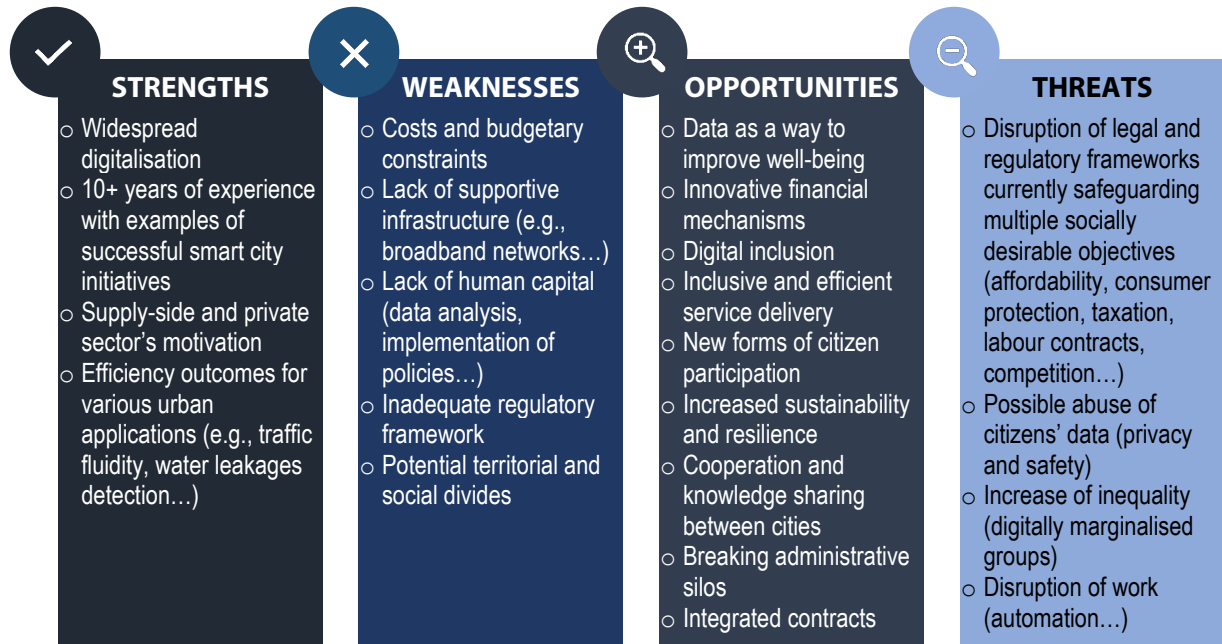 STRENGTHS
○ Widespread
digitalisation
○ 10+ years of experience
with examples of
successful smart city
initiatives
○ Supply-side and private
sector’s motivation
○ Efficiency outcomes for
various urban
applications (e.g., traffic
fluidity, water leakages
detection…)
WEAKNESSES
○ Costs and budgetary
constraints
○ Lack of supportive
infrastructure (e.g.,
broadband networks…)
○ Lack of human capital
(data analysis,
implementation of
policies…)
○ Inadequate regulatory
framework
○ Potential territorial and
social divides
OPPORTUNITIES
○ Data as a way to
improve well-being
○ Innovative financial
mechanisms
○ Digital inclusion
○ Inclusive and efficient
service delivery
○ New forms of citizen
participation
○ Increased sustainability
and resilience
○ Cooperation and
knowledge sharing
between cities
○ Breaking administrative
silos
○ Integrated contracts
THREATS
○ Disruption of legal and
regulatory frameworks
currently safeguarding
multiple socially
desirable objectives
(affordability, consumer
protection, taxation,
labour contracts,
competition…)
○ Possible abuse of
citizens’ data (privacy
and safety)
○ Increase of inequality
(digitally marginalised
groups)
○ Disruption of work
(automation…)